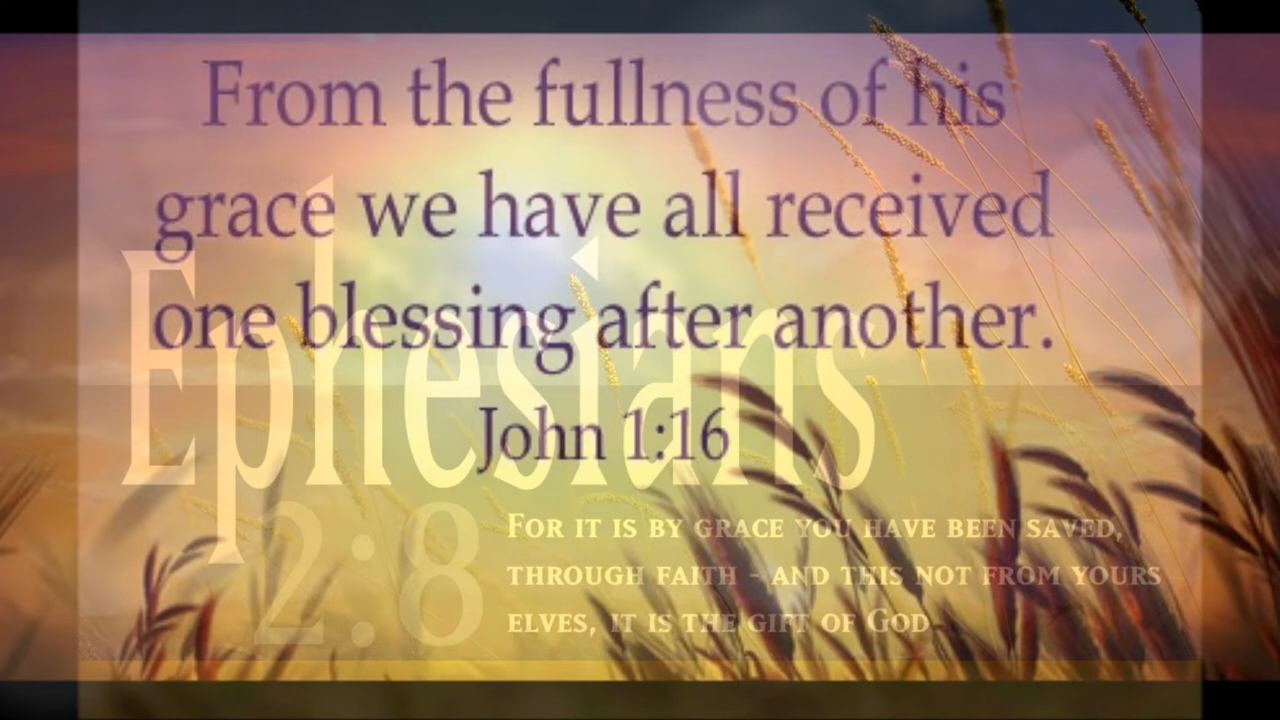 From the fullness of his
grace we have all received
one blessing after another.
John 1:16
Ephesians
2:8
For it is by grace you have been saved,
through faith - and this not from yours
elves, it is the gift of God